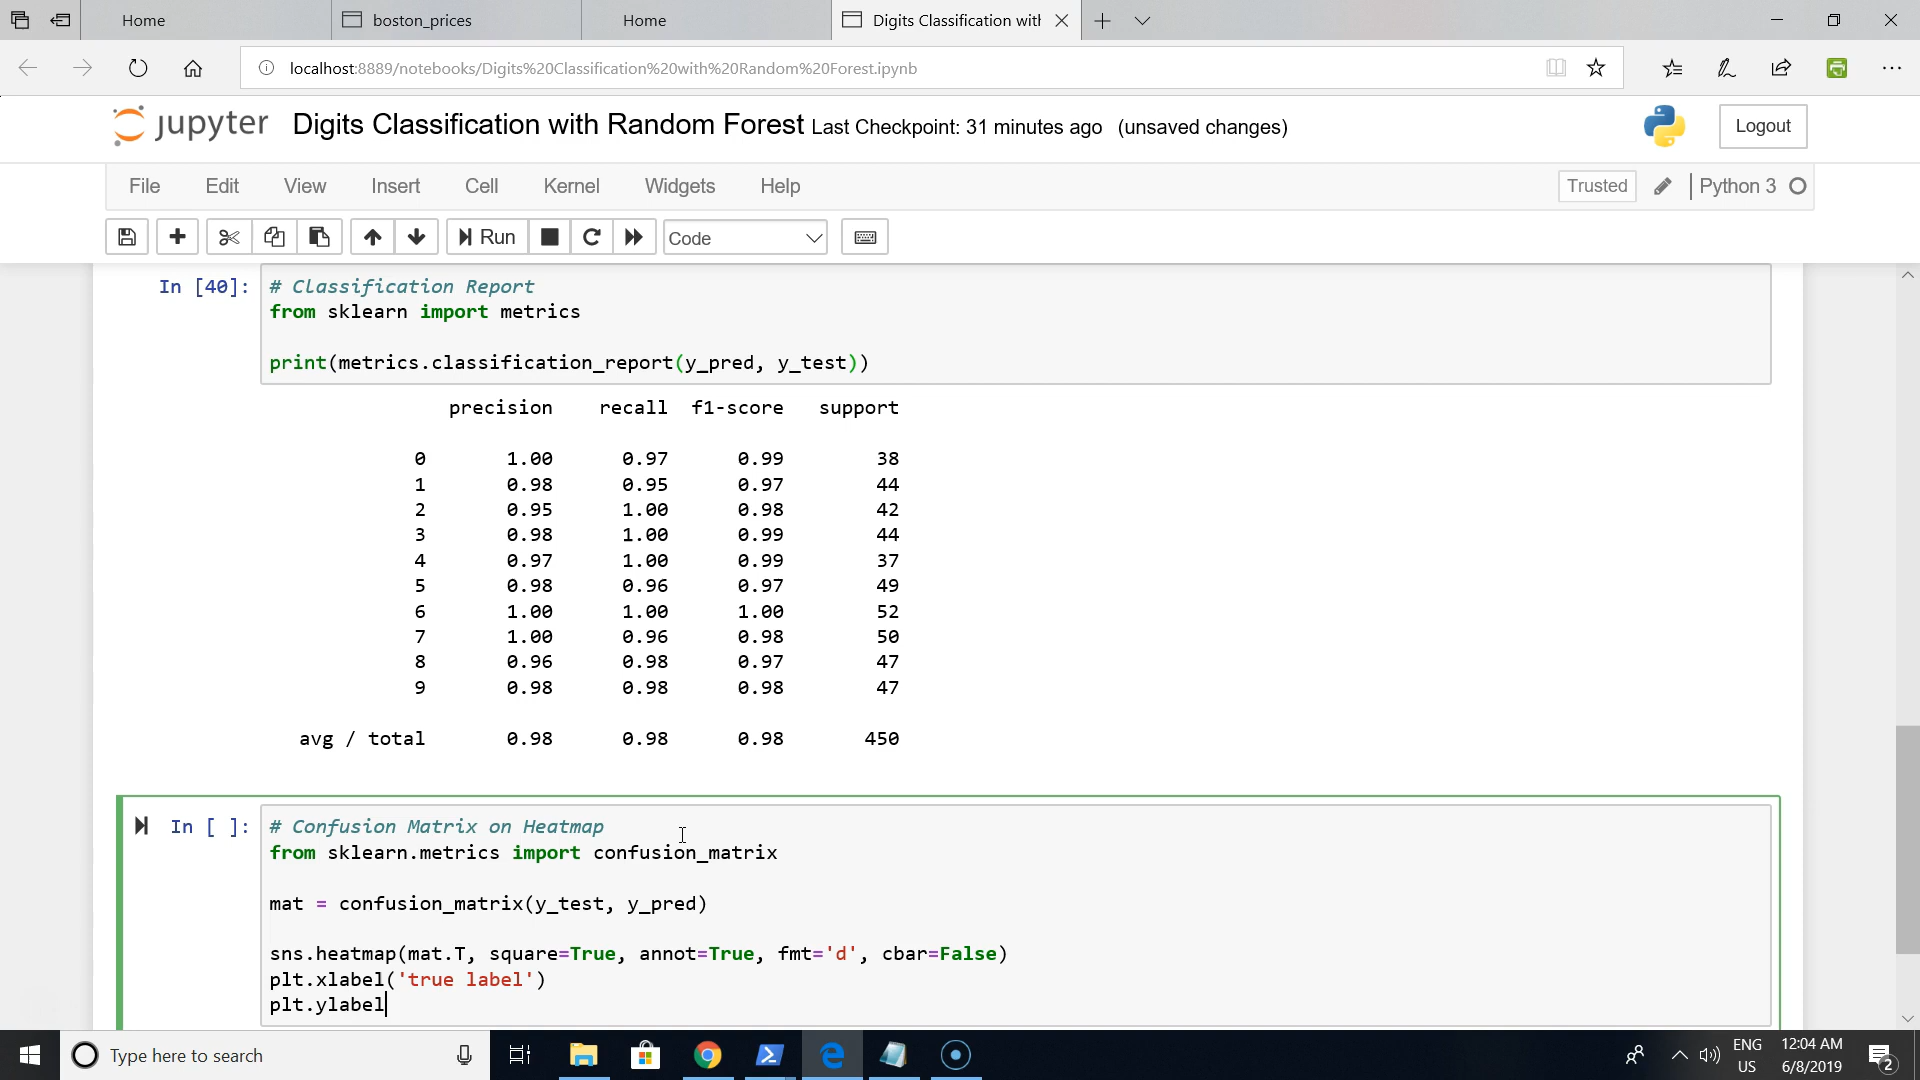 Home
boston_prices
Home
Digits Classification with
localhost:8889/notebooks/Digits%20Classification%20with%20Random%20Forest.ipynb
jupyter Digits Classification with Random Forest Last Checkpoint: 31 minutes ago (unsaved changes)
Logout
File Edit View Insert Cell Kernel Widgets Help
Trusted Python 3
Run Code
In [40]: # Classification Report
from sklearn import metrics
print(metrics.classification_report(y_pred, y_test))
precision recall f1-score support
0 1.00 0.97 0.99 38
1 0.98 0.95 0.97 44
2 0.95 1.00 0.98 42
3 0.98 1.00 0.99 44
4 0.97 1.00 0.99 37
5 0.98 0.96 0.97 49
6 1.00 1.00 1.00 52
7 1.00 0.96 0.98 50
8 0.96 0.98 0.97 47
9 0.98 0.98 0.98 47
avg / total 0.98 0.98 0.98 450
In [ ]: # Confusion Matrix on Heatmap
from sklearn.metrics import confusion_matrix
mat = confusion_matrix(y_test, y_pred)
sns.heatmap(mat.T, square=True, annot=True, fmt='d', cbar=False)
plt.xlabel('true label')
plt.ylabel
Type here to search
ENG
US
12:04 AM
6/8/2019
2